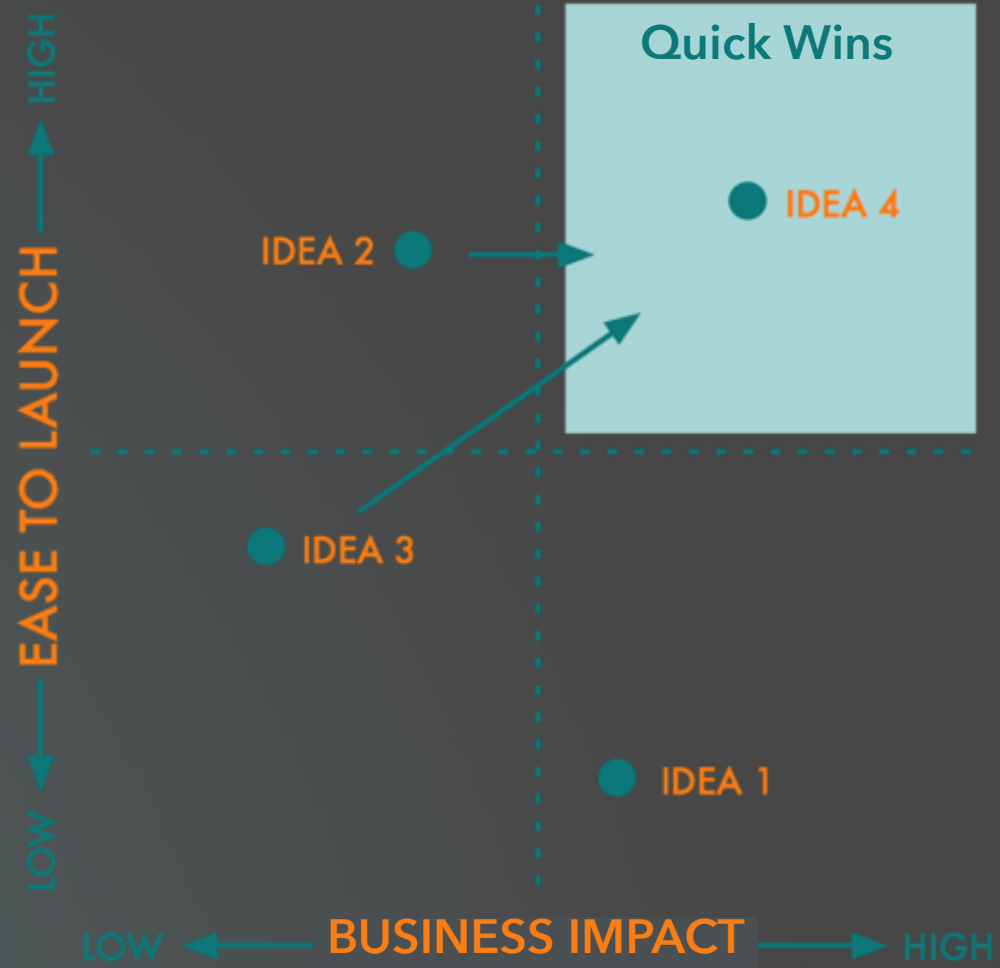 Quick Wins
HIGH
IDEA 4
IDEA 2
EASE TO LAUNCH
IDEA 3
IDEA 1
LOW
LOW BUSINESS IMPACT HIGH